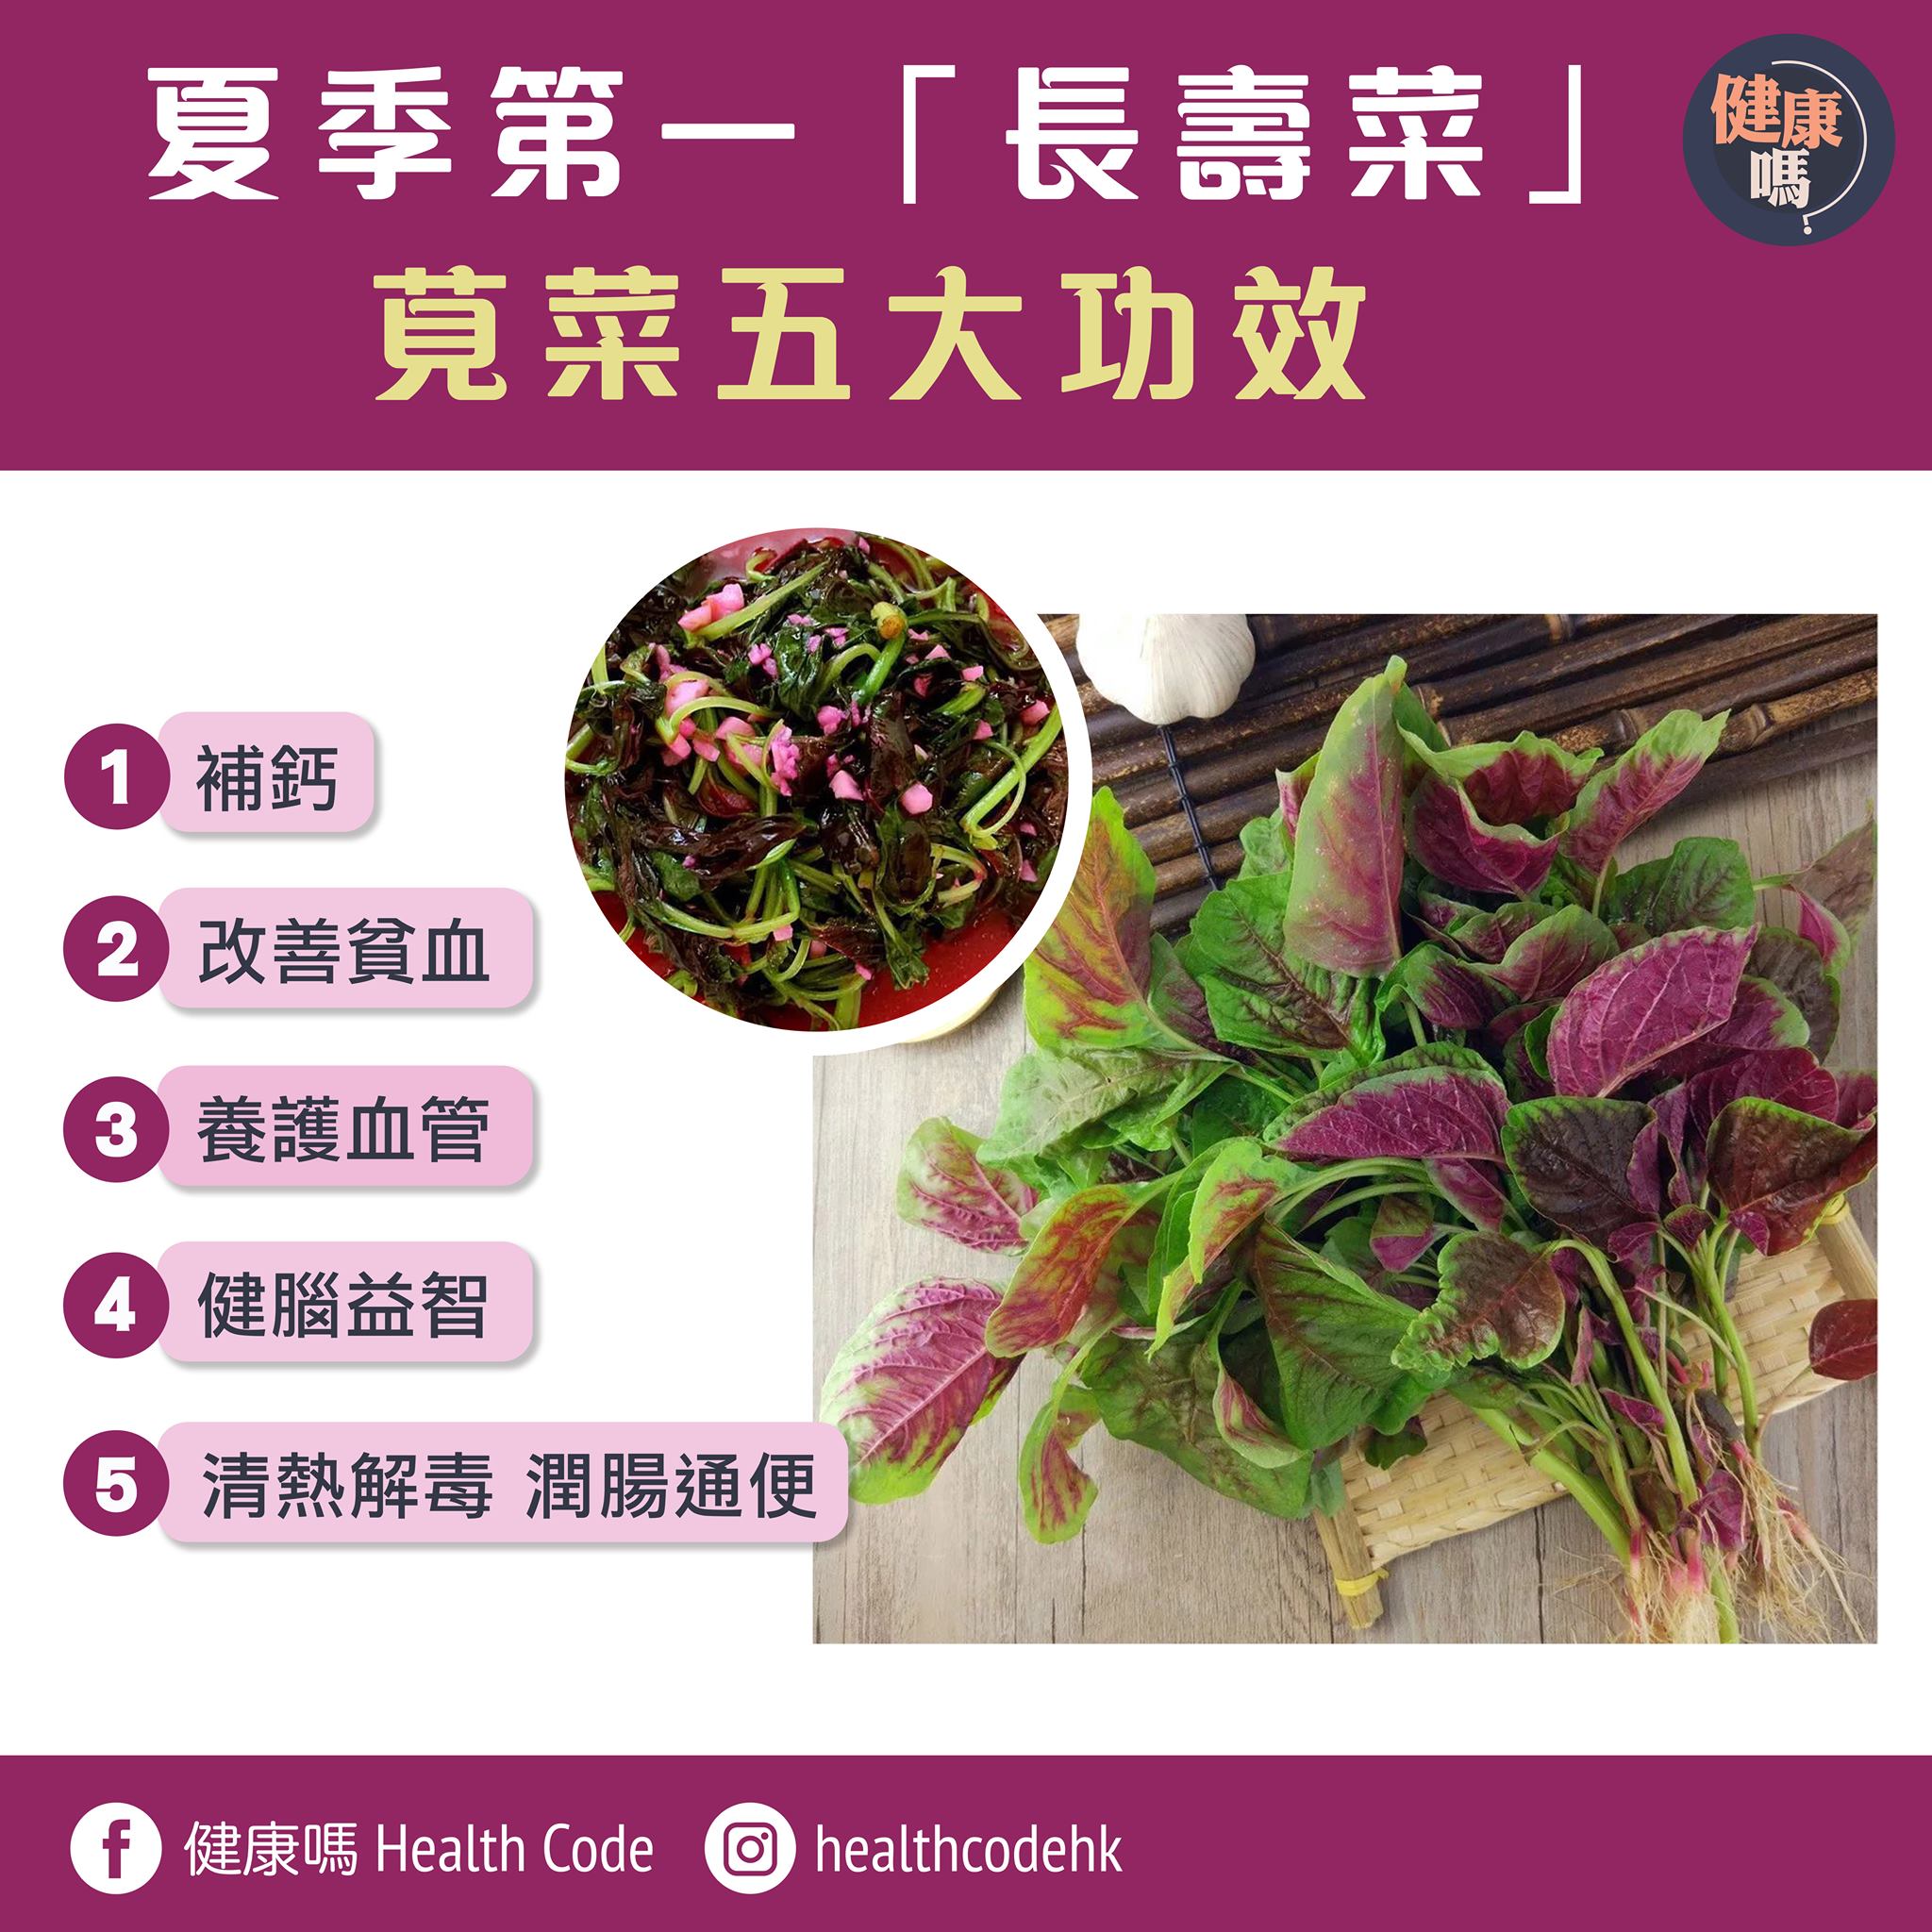 夏季第一「長壽菜」
健康
嗎?
莧菜五大功效
1 補鈣
2 改善貧血
3 養護血管
4 健腦益智
5 清熱解毒 潤腸通便
健康嗎 Health Code
healthcodehk